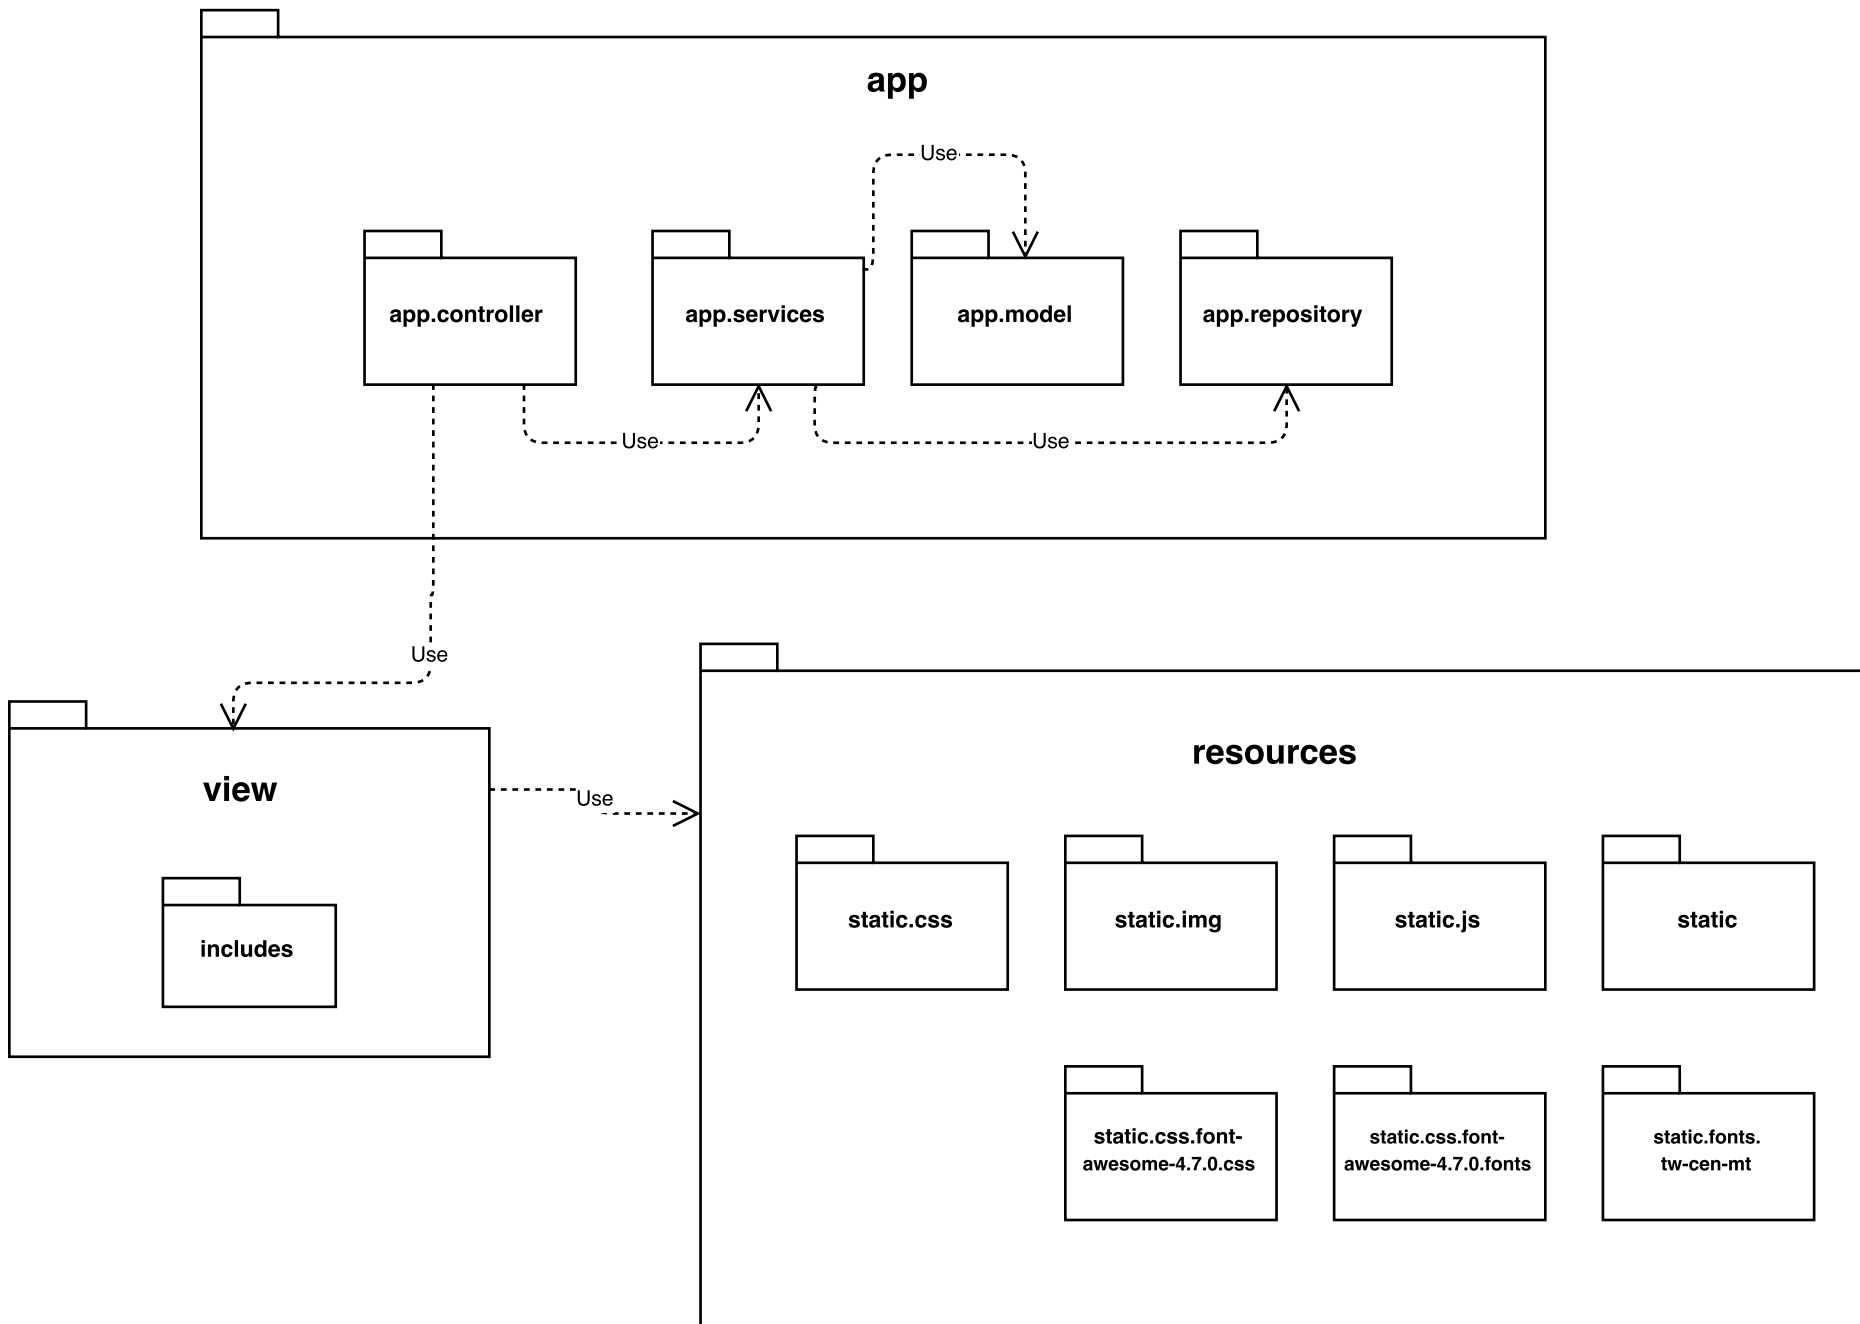 app
Use
app.controller
app.services
app.model
app.repository
Use
Use
Use
view
Use
resources
includes
static.css
static.img
static.js
static
static.css.font-
awesome-4.7.0.css
static.css.font-
awesome-4.7.0.fonts
static.fonts.
tw-cen-mt